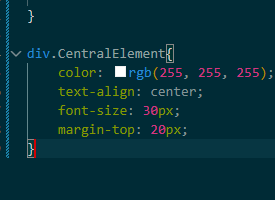 }
div.CentralElement{
color: rgb(255, 255, 255);
text-align: center;
font-size: 30px;
margin-top: 20px;
}